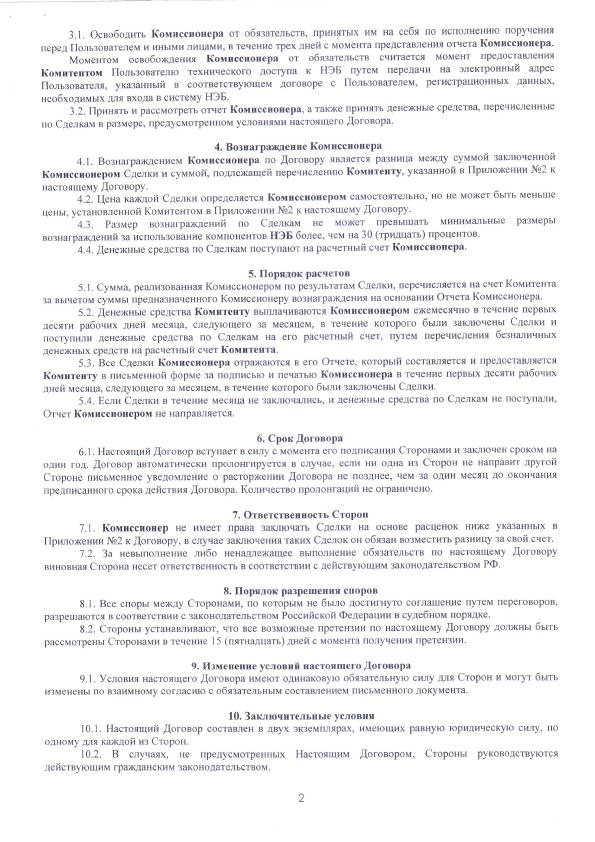 3.1. Освободить Комиссионера от обязательств, принятых им на себя по исполнению поручения
перед Пользователем и иными лицами, в течение трех дней с момента представления отчета Комиссионера.
Моментом освобождения Комиссионера от обязательств считается момент предоставления
Комитентом Пользователю технического доступа к НЭБ путем передачи на электронный адрес
Пользователя, указанный в соответствующем договоре с Пользователем, регистрационных данных,
необходимых для входа в систему НЭБ.
3.2. Принять и рассмотреть отчет Комиссионера, а также принять денежные средства, перечисленные
по Сделкам в размере, предусмотренном условиями настоящего Договора.
4. Вознаграждение Комиссионера
4.1. Вознаграждением Комиссионера по Договору является разница между суммой заключенной
Комиссионером Сделки и суммой, подлежащей перечислению Комитенту, указанной в Приложении №2 к
настоящему Договору.
4.2. Цена каждой Сделки определяется Комиссионером самостоятельно, но не может быть меньше
цены, установленной Комитентом в Приложении №2 к настоящему Договору.
4.3. Размер вознаграждений по Сделкам не может превышать минимальные размеры
вознаграждений за использование компонентов НЭБ более, чем на 30 (тридцать) процентов.
4.4. Денежные средства по Сделкам поступают на расчетный счет Комиссионера.
5. Порядок расчетов
5.1. Сумма, реализованная Комиссионером по результатам Сделки, перечисляется на счет Комитента
за вычетом суммы предназначенного Комиссионеру вознаграждения на основании Отчета Комиссионера.
5.2. Денежные средства Комитенту выплачиваются Комиссионером ежемесячно в течение первых
десяти рабочих дней месяца, следующего за месяцем, в течение которого были заключены Сделки и
поступили денежные средства по Сделкам на его расчетный счет, путем перечисления безналичных
денежных средств на расчетный счет Комитента.
5.3. Все Сделки Комиссионера отражаются в его Отчете, который составляется и предоставляется
Комитенту в письменной форме за подписью и печатью Комиссионера в течение первых десяти рабочих
дней месяца, следующего за месяцем, в течение которого были заключены Сделки.
5.4. Если Сделки в течение месяца не заключались, и денежные средства по Сделкам не поступали,
Отчет Комиссионером не направляется.
6. Срок Договора
6.1. Настоящий Договор вступает в силу с момента его подписания Сторонами и заключен сроком на
один год. Договор автоматически пролонгируется в случае, если ни одна из Сторон не направит другой
Стороне письменное уведомление о расторжении Договора не позднее, чем за один месяц до окончания
предписанного срока действия Договора. Количество пролонгаций не ограничено.
7. Ответственность Сторон
7.1. Комиссионер не имеет права заключать Сделки на основе расценок ниже указанных в
Приложении №2 к Договору, в случае заключения таких Сделок он обязан возместить разницу за свой счет.
7.2. За невыполнение либо ненадлежащее выполнение обязательств по настоящему Договору
виновная Сторона несет ответственность в соответствии с действующим законодательством РФ.
8. Порядок разрешения споров
8.1. Все споры между Сторонами, по которым не было достигнуто соглашение путем переговоров,
разрешаются в соответствии с законодательством Российской Федерации в судебном порядке.
8.2. Стороны устанавливают, что все возможные претензии по настоящему Договору должны быть
рассмотрены Сторонами в течение 15 (пятнадцать) дней с момента получения претензии.
9. Изменение условий настоящего Договора
9.1. Условия настоящего Договора имеют одинаковую обязательную силу для Сторон и могут быть
изменены по взаимному согласию с обязательным составлением письменного документа.
10. Заключительные условия
10.1. Настоящий Договор составлен в двух экземплярах, имеющих равную юридическую силу, по
одному для каждой из Сторон.
10.2. В случаях, не предусмотренных Настоящим Договором, Стороны руководствуются
действующим гражданским законодательством.
2